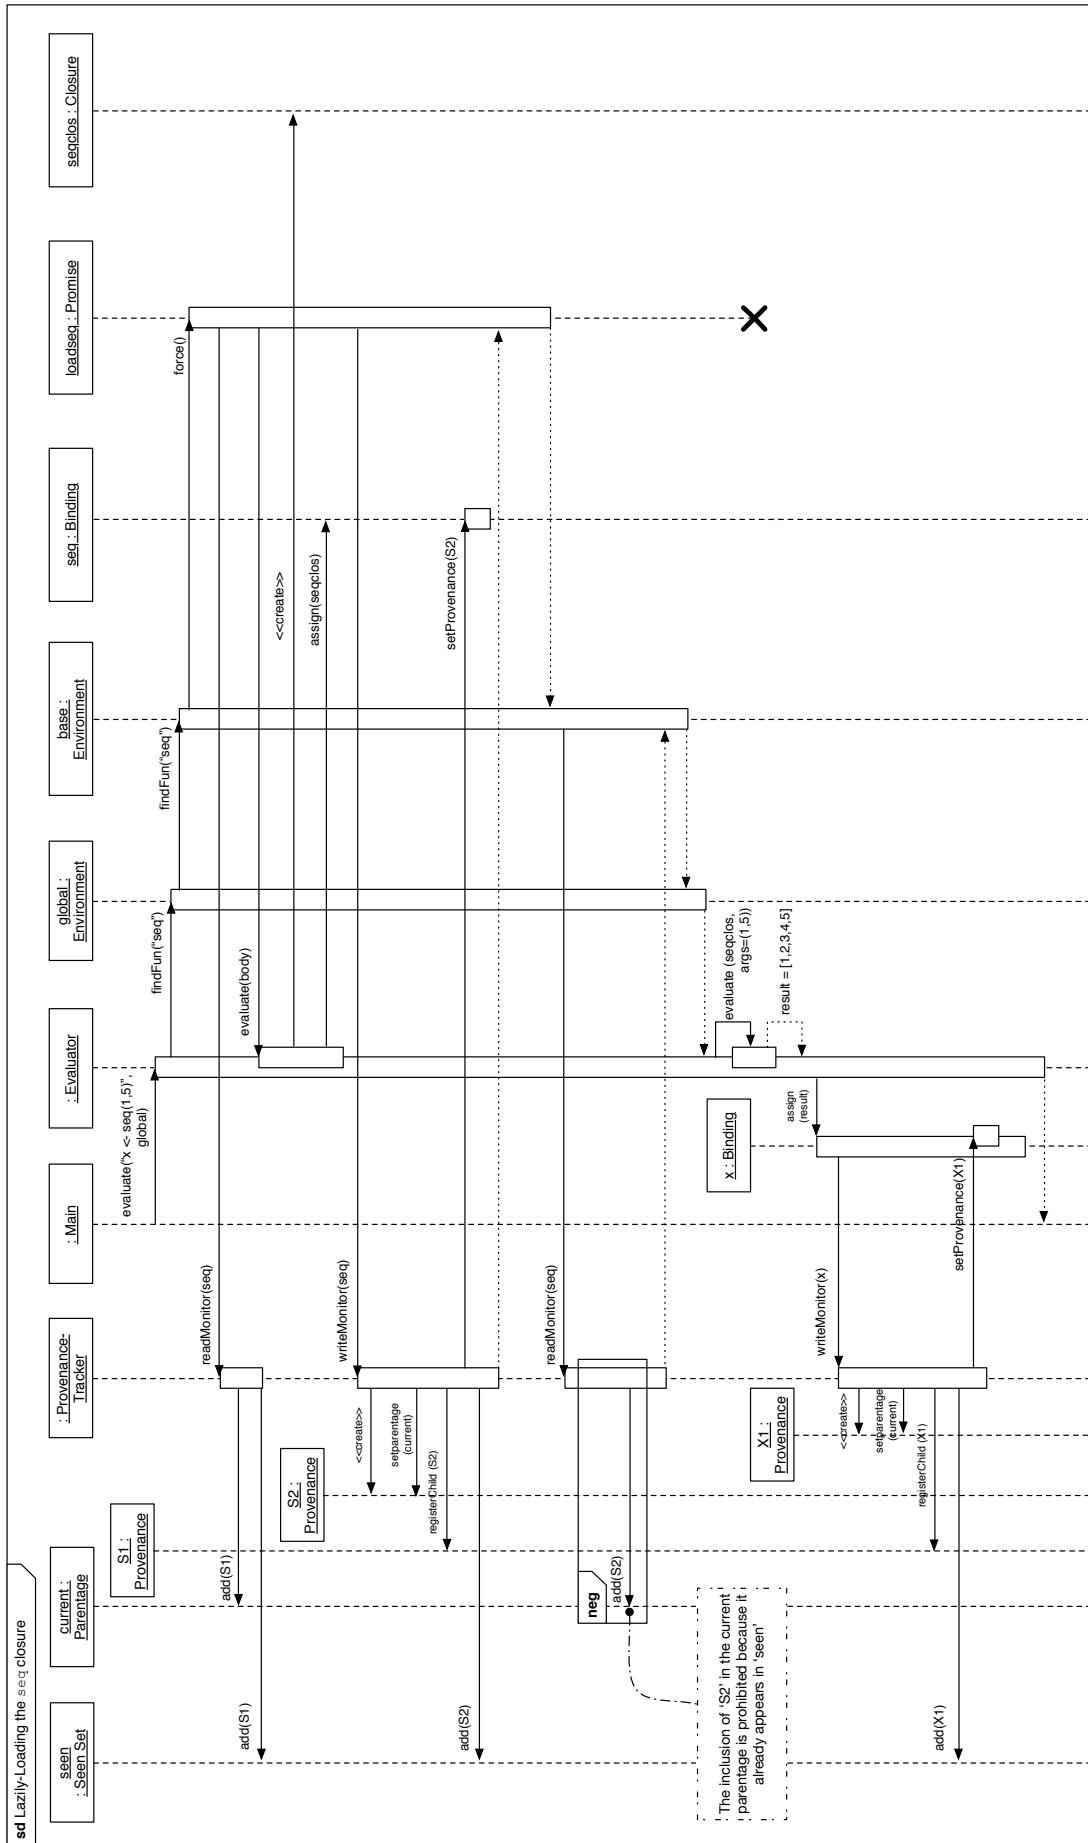 sd Lazily-Loading the seq closure
seen
: Seen Set
current :
Parentage
S1 :
Provenance
S2 :
Provenance
: Provenance-
Tracker
X1 :
Provenance
: Main
x : Binding
: Evaluator
global :
Environment
base :
Environment
seq : Binding
loadseq : Promise
seqclos : Closure
evaluate("x <- seq(1,5)",
global)
findFun("seq")
findFun("seq")
force()
readMonitor(seq)
add(S1)
add(S1)
evaluate(body)
<<create>>
assign(seqclos)
writeMonitor(seq)
<<create>>
setparentage
(current)
registerChild (S2)
setProvenance(S2)
add(S2)
readMonitor(seq)
neg
add(S2)
The inclusion of 'S2' in the current
parentage is prohibited because it
already appears in 'seen'
evaluate (seqclos,
args=(1,5))
result = [1,2,3,4,5]
assign
(result)
writeMonitor(x)
<<create>>
setparentage
(current)
registerChild (X1)
add(X1)
setProvenance(X1)